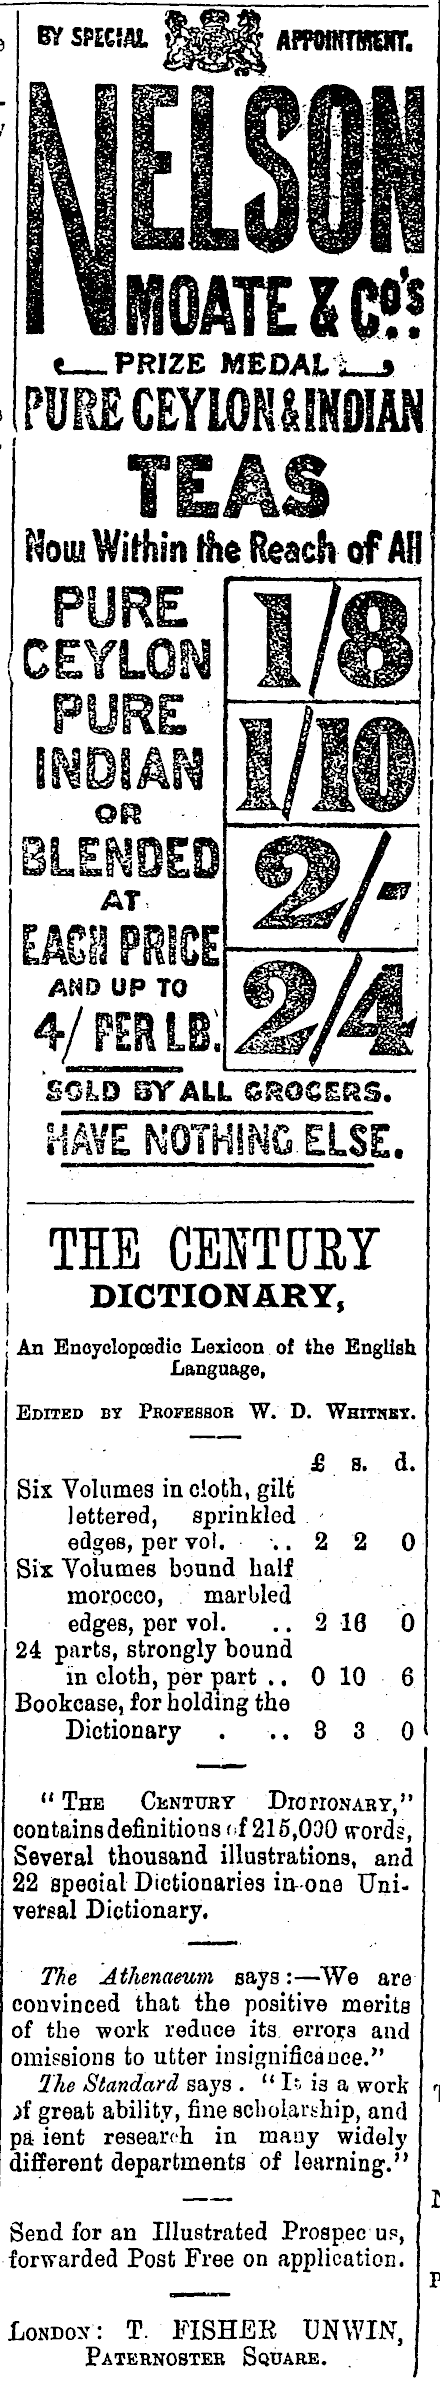 BY SPECIAL APPOINTMENT.
NELSON
MOATE & Co's.
PRIZE MEDAL
PURE CEYLON & INDIAN
TEAS
Now Within the Reach of All
PURE
CEYLON
PURE
INDIAN
OR
BLENDED
AT
EACH PRICE
AND UP TO
4/ PER LB.
1/8
1/10
2/-
2/4
SOLD BY ALL GROCERS.
HAVE NOTHING ELSE.
THE CENTURY
DICTIONARY,
An Encyclopœdic Lexicon of the English
Language,
EDITED BY PROFESSOR W. D. WHITNEY.
£ s. d.
Six Volumes in cloth, gilt
lettered, sprinkled
edges, per vol. .. 2 2 0
Six Volumes bound half
morocco, marbled
edges, per vol. .. 2 16 0
24 parts, strongly bound
in cloth, per part .. 0 10 6
Bookcase, for holding the
Dictionary . .. 3 3 0
"THE CENTURY DICTIONARY,"
contains definitions of 215,000 words,
Several thousand illustrations, and
22 special Dictionaries in one Uni-
versal Dictionary.
The Athenaeum says:—We are
convinced that the positive merits
of the work reduce its errors and
omissions to utter insignificance."
The Standard says. "It is a work
of great ability, fine scholarship, and
pa ient research in many widely
different departments of learning."
Send for an Illustrated Prospec us,
forwarded Post Free on application.
LONDON: T. FISHER UNWIN,
PATERNOSTER SQUARE.